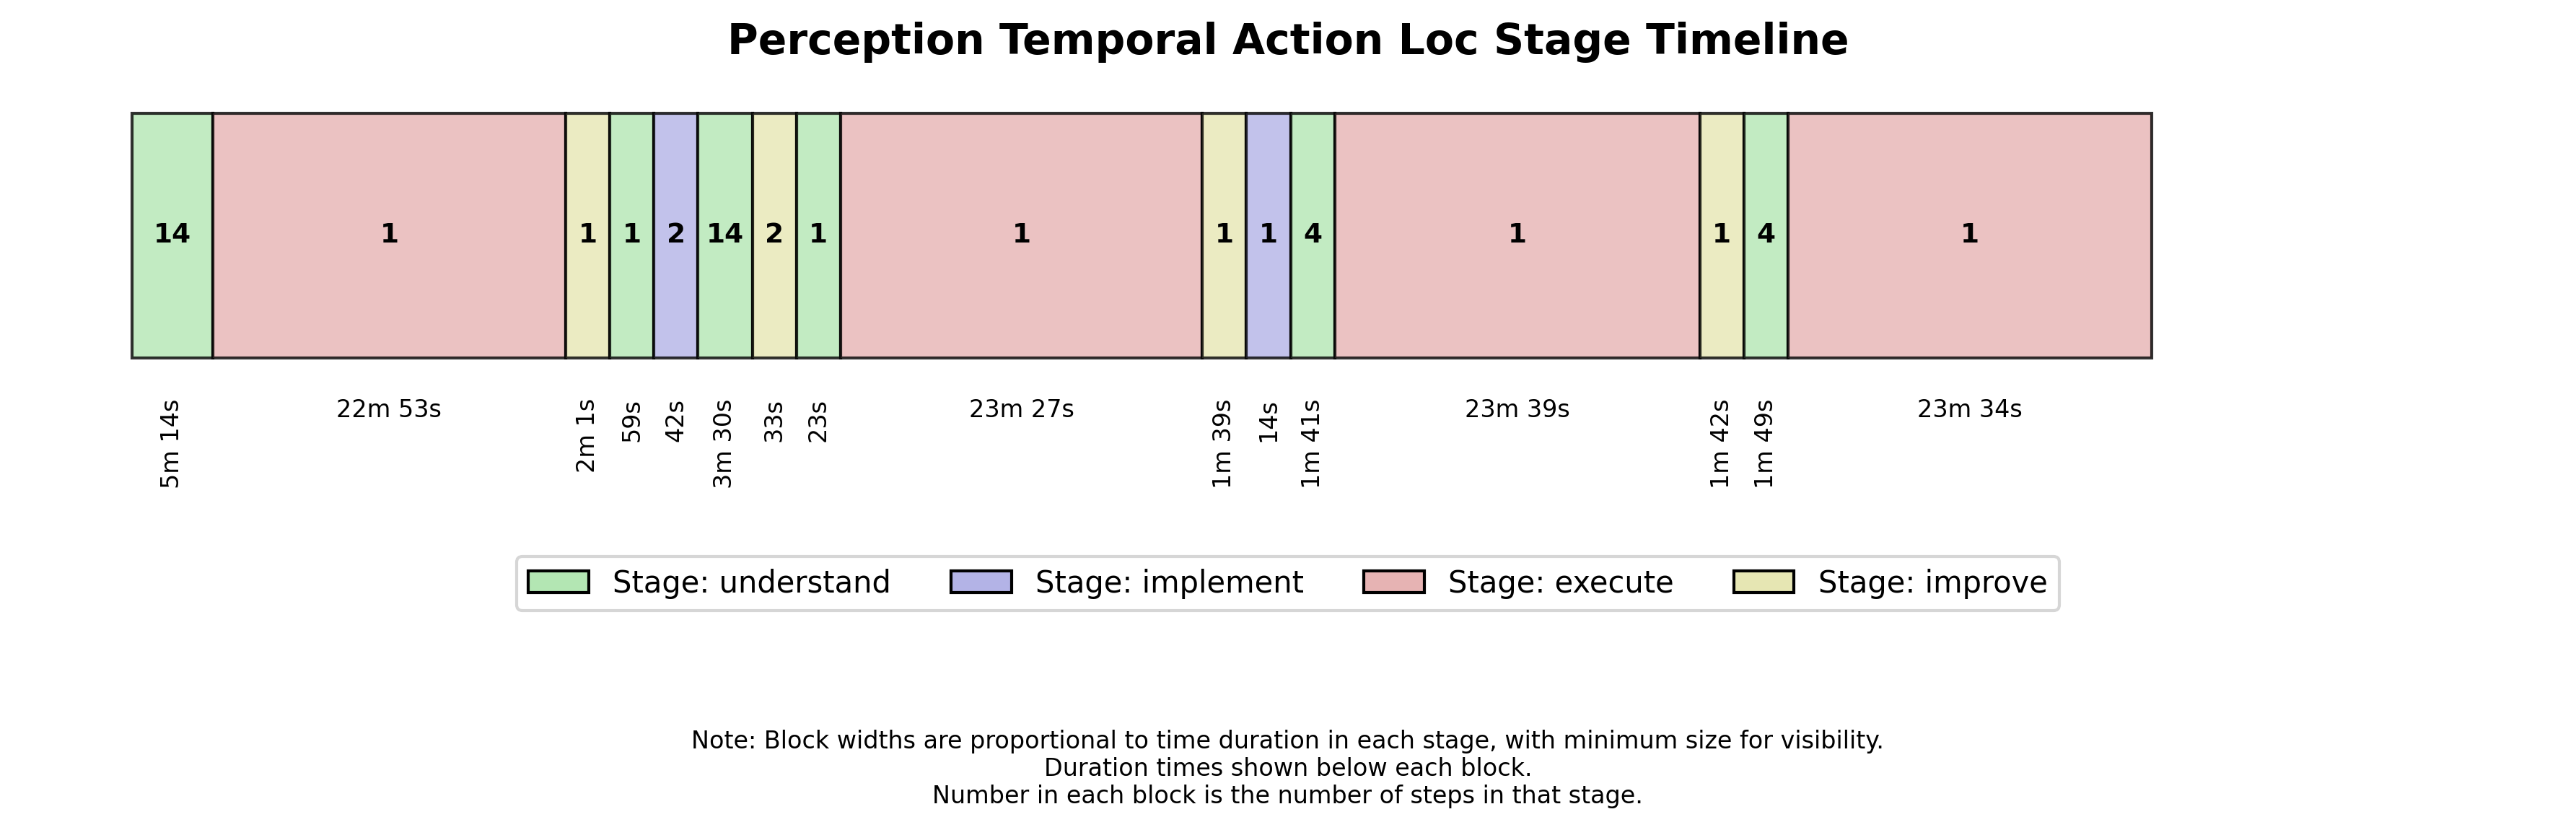 Perception Temporal Action Loc Stage Timeline
14 1 1 1 2 14 2 1 1 1 1 4 1 1 4 1
5m 14s 22m 53s 2m 1s 59s 42s 3m 30s 33s 23s 23m 27s 1m 39s 14s 1m 41s 23m 39s 1m 42s 1m 49s 23m 34s
Stage: understand Stage: implement Stage: execute Stage: improve
Note: Block widths are proportional to time duration in each stage, with minimum size for visibility.
Duration times shown below each block.
Number in each block is the number of steps in that stage.